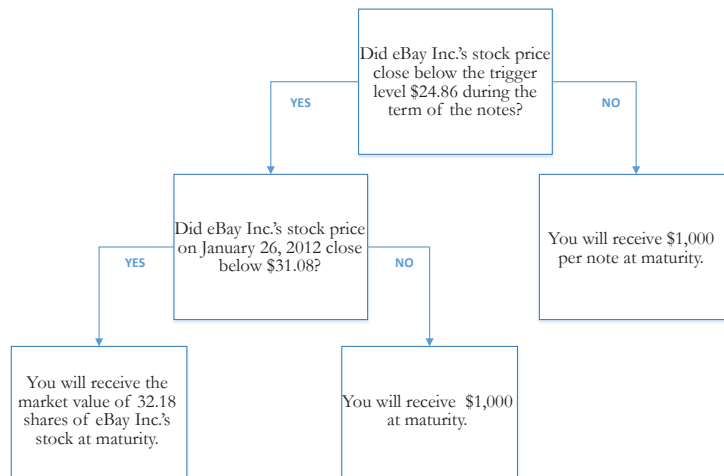 Did eBay Inc.'s stock price
close below the trigger
level $24.86 during the
term of the notes?
YES
NO
Did eBay Inc.'s stock price
on January 26, 2012 close
below $31.08?
You will receive $1,000
per note at maturity.
YES
NO
You will receive the
market value of 32.18
shares of eBay Inc.'s
stock at maturity.
You will receive $1,000
at maturity.